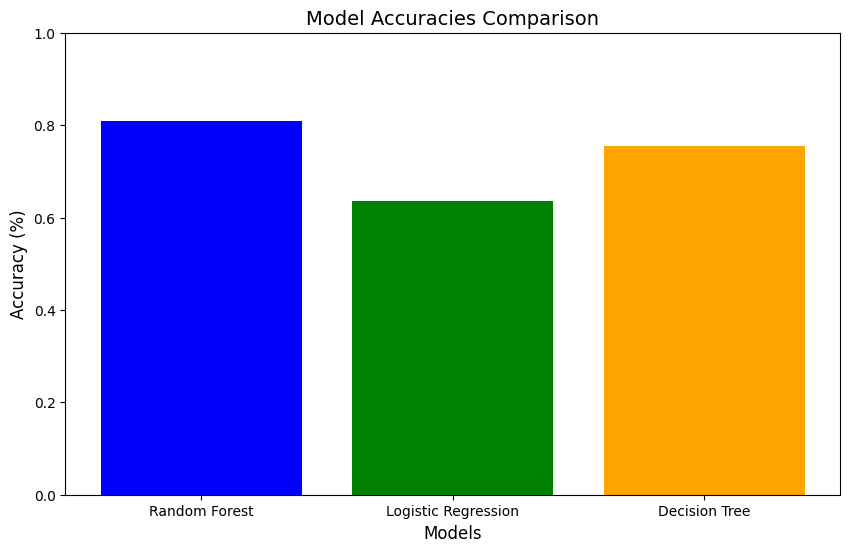 Model Accuracies Comparison
1.0
0.8
0.6
0.4
0.2
0.0
Accuracy (%)
Random Forest Logistic Regression Decision Tree
Models